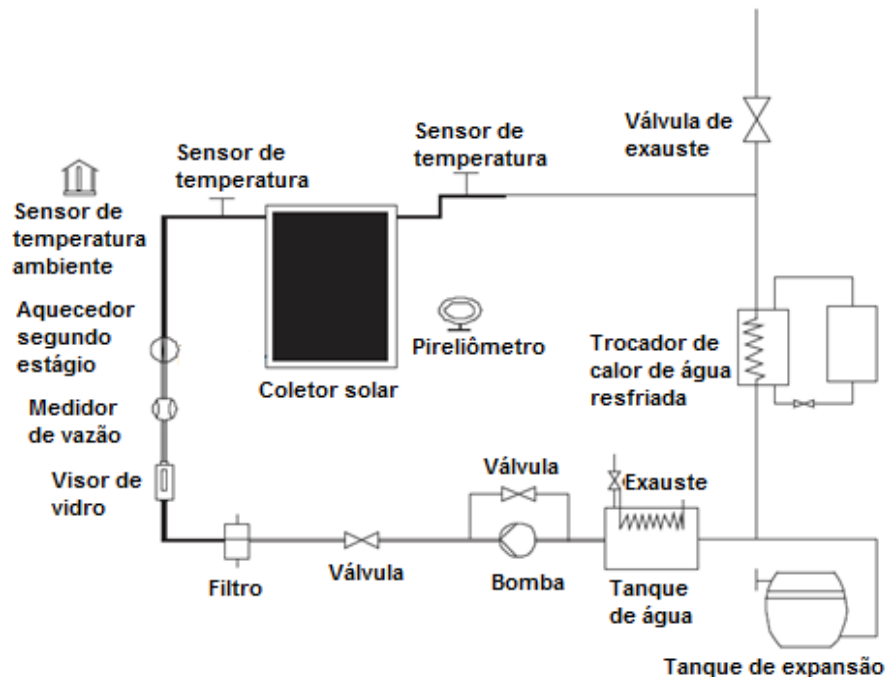 Válvula de
exauste
Sensor de
temperatura
Sensor de
temperatura
Sensor de
temperatura
ambiente
Aquecedor
segundo
estágio
Pireliômetro
Trocador de
calor de água
resfriada
Coletor solar
Medidor
de vazão
Visor de
vidro
Válvula
Exauste
Filtro
Válvula
Bomba
Tanque
de água
Tanque de expansão